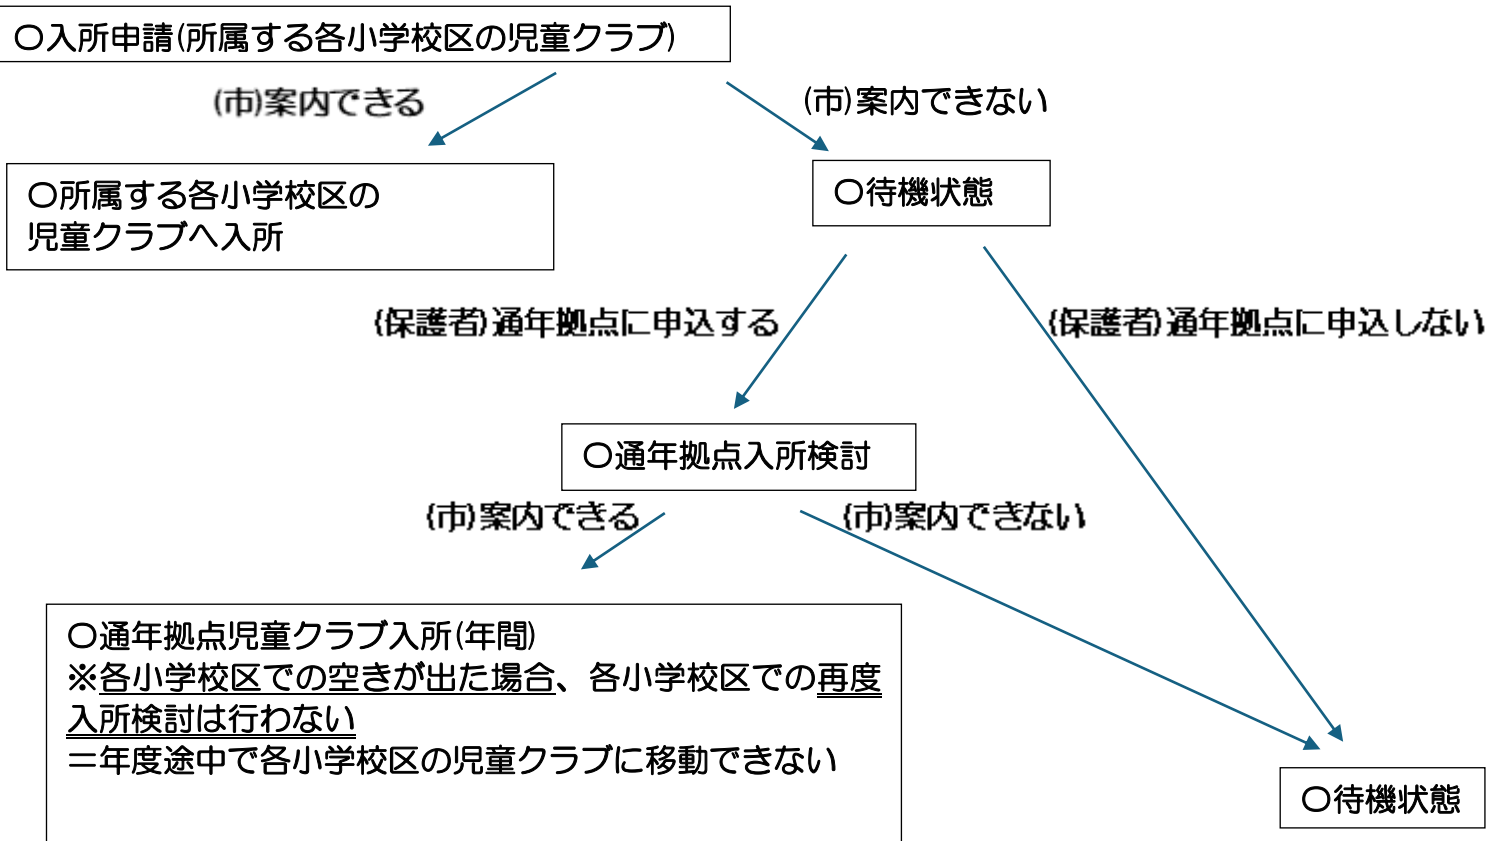 〇入所申請(所属する各小学校区の児童クラブ)
(市)案内できる
(市)案内できない
〇所属する各小学校区の
児童クラブへ入所
〇待機状態
(保護者)通年拠点に申込する
(保護者)通年拠点に申込しない
〇通年拠点入所検討
(市)案内できる
(市)案内できない
〇通年拠点児童クラブ入所(年間)
※各小学校区での空きが出た場合、各小学校区での再度
入所検討は行わない
＝年度途中で各小学校区の児童クラブに移動できない
〇待機状態